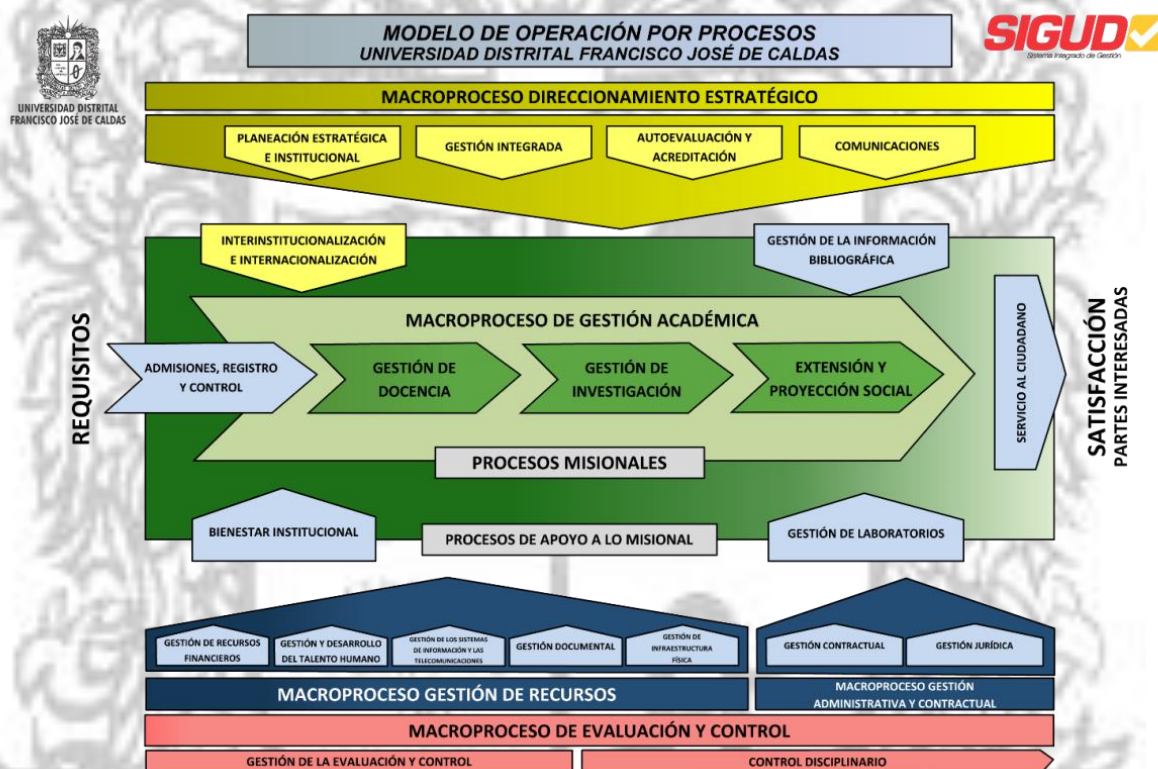 MODELO DE OPERACIÓN POR PROCESOS
UNIVERSIDAD DISTRITAL FRANCISCO JOSÉ DE CALDAS
SIGUD
Sistema Integrado de Gestión
UNIVERSIDAD DISTRITAL
FRANCISCO JOSÉ DE CALDAS
MACROPROCESO DIRECCIONAMIENTO ESTRATÉGICO
PLANEACIÓN ESTRATÉGICA
E INSTITUCIONAL
GESTIÓN INTEGRADA
AUTOEVALUACIÓN Y
ACREDITACIÓN
COMUNICACIONES
INTERINSTITUCIONALIZACIÓN
E INTERNACIONALIZACIÓN
GESTIÓN DE LA INFORMACIÓN
BIBLIOGRÁFICA
REQUISITOS
MACROPROCESO DE GESTIÓN ACADÉMICA
ADMISIONES, REGISTRO
Y CONTROL
GESTIÓN DE
DOCENCIA
GESTIÓN DE
INVESTIGACIÓN
EXTENSIÓN Y
PROYECCIÓN SOCIAL
SERVICIO AL CIUDADANO
SATISFACCIÓN
PARTES INTERESADAS
PROCESOS MISIONALES
BIENESTAR INSTITUCIONAL
PROCESOS DE APOYO A LO MISIONAL
GESTIÓN DE LABORATORIOS
GESTIÓN DE RECURSOS
FINANCIEROS
GESTIÓN Y DESARROLLO
DEL TALENTO HUMANO
GESTIÓN DE LOS SISTEMAS
DE INFORMACIÓN Y LAS
TELECOMUNICACIONES
GESTIÓN DOCUMENTAL
GESTIÓN DE
INFRAESTRUCTURA
FÍSICA
GESTIÓN CONTRACTUAL
GESTIÓN JURÍDICA
MACROPROCESO GESTIÓN DE RECURSOS
MACROPROCESO GESTIÓN
ADMINISTRATIVA Y CONTRACTUAL
MACROPROCESO DE EVALUACIÓN Y CONTROL
GESTIÓN DE LA EVALUACIÓN Y CONTROL
CONTROL DISCIPLINARIO